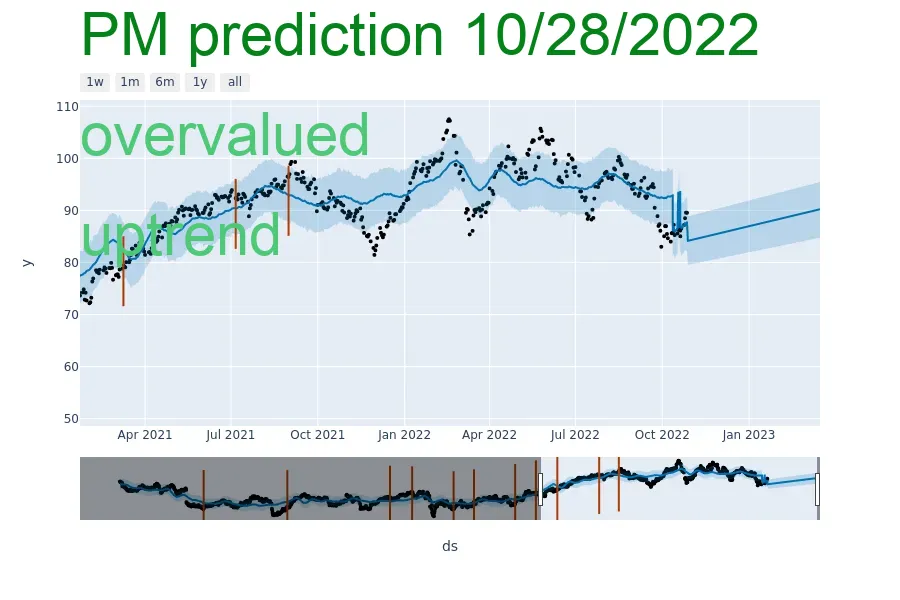 PM prediction 10/28/2022
1w 1m 6m 1y all
overvalued
uptrend
110
100
90
80
70
60
50
y
Apr 2021 Jul 2021 Oct 2021 Jan 2022 Apr 2022 Jul 2022 Oct 2022 Jan 2023
ds